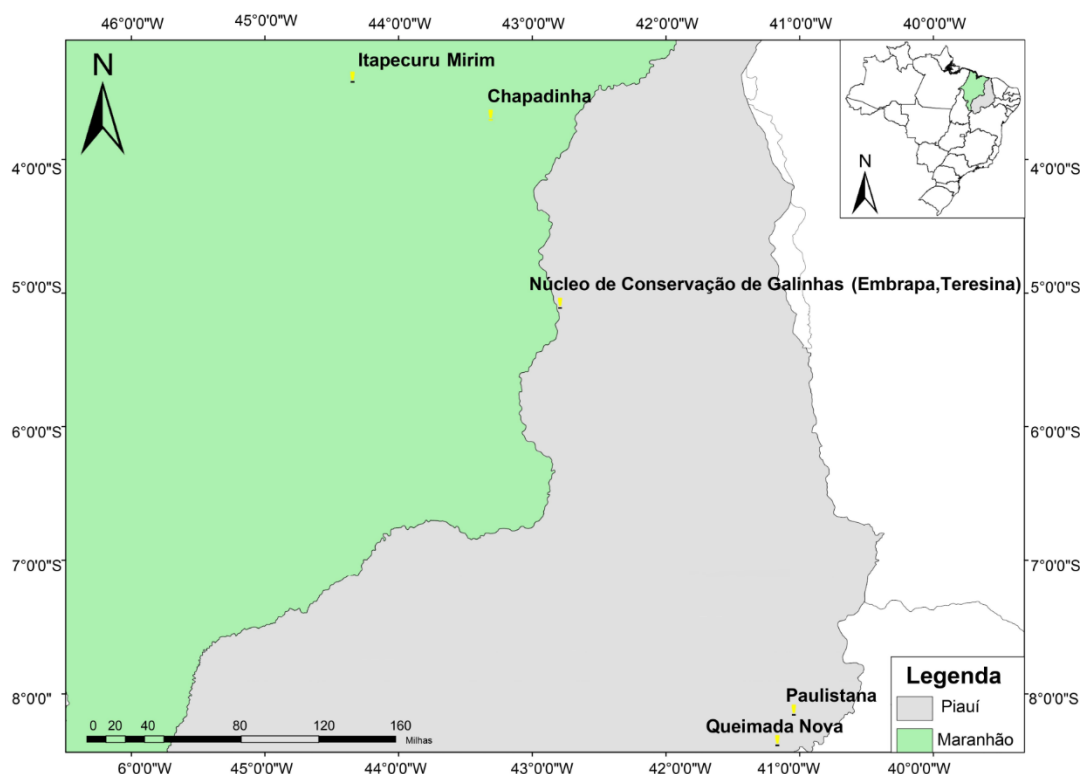 45°0'0"W 44°0'0"W 43°0'0"W 42°0'0"W 41°0'0"W 40°0'0"W
N
Itapecuru Mirim
Chapadinha
N
4°0'0"S 4°0'0"S
Núcleo de Conservação de Galinhas (Embrapa,Teresina)
5°0'0"S 5°0'0"S
6°0'0"S 6°0'0"S
7°0'0"S 7°0'0"S
Legenda
Piauí
Maranhão
8°0'0" 8°0'0"S
Paulistana
Queimada Nova
0 20 40 80 120 160
Milhas
46°0'0"W 45°0'0"W 44°0'0"W 43°0'0"W 42°0'0"W 41°0'0"W 40°0'0"W